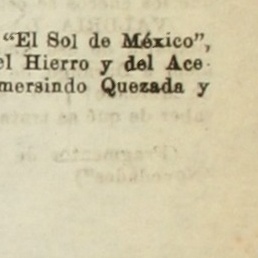 “El Sol de México”,
el Hierro y del Ace-
mersindo Quezada y